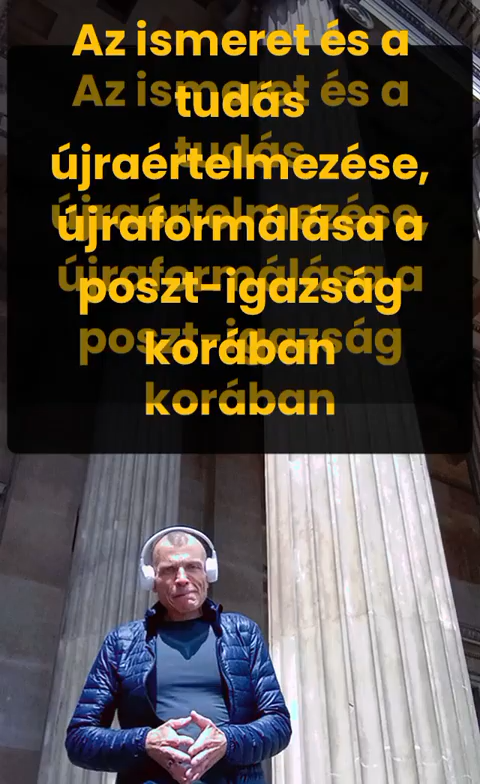 Az ismeret és a
tudás
újraértelmezése,
újraformálása a
poszt-igazság
korában